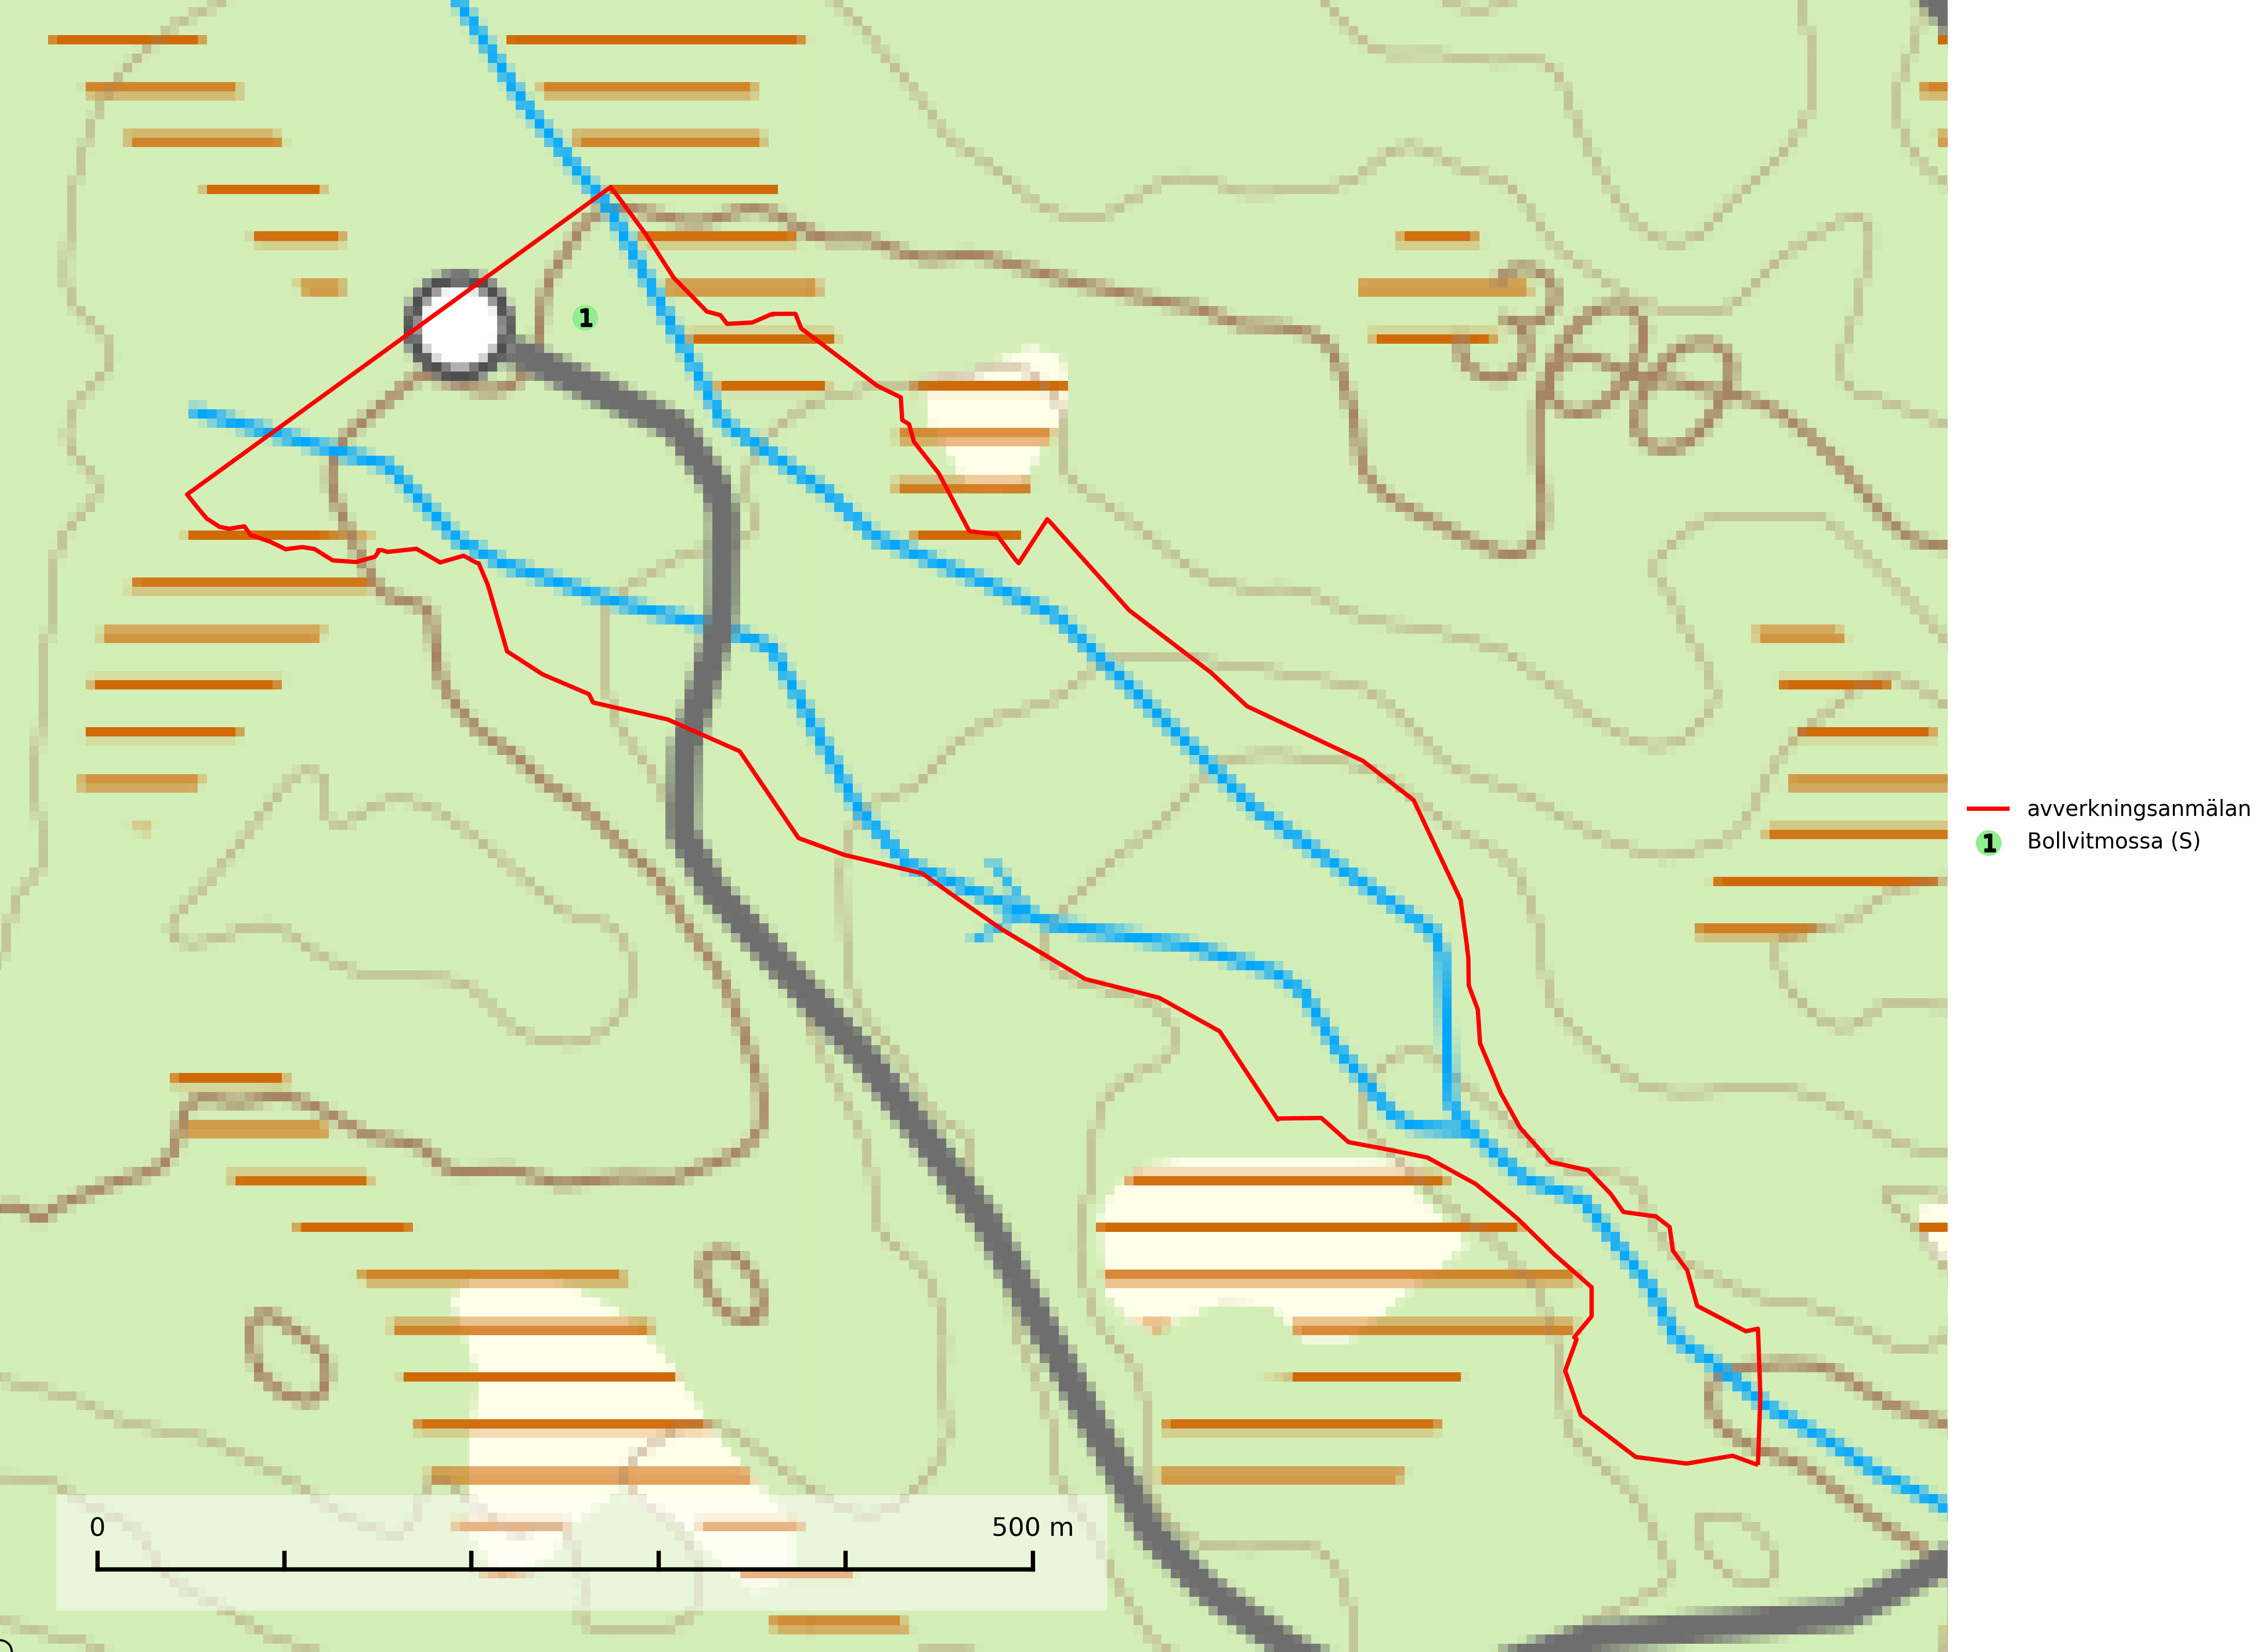 1
avverkningsanmälan
1 Bollvitmossa (S)
0 500 m